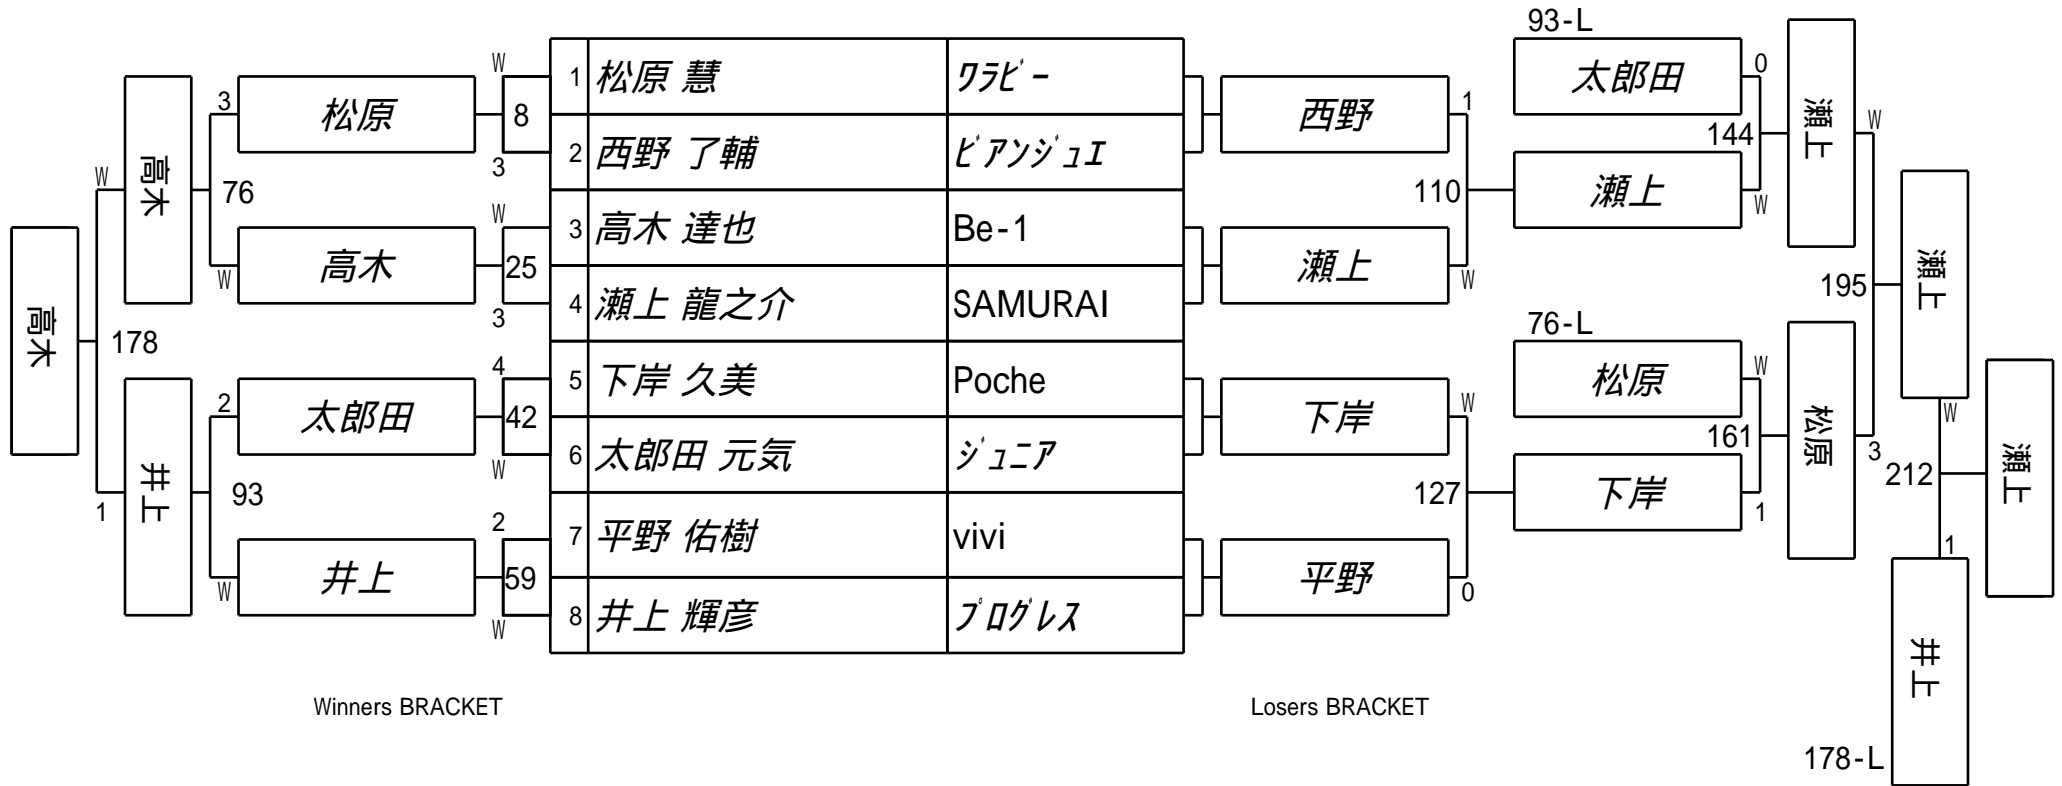 93-L
W
1 松原 慧 ﾜﾗﾋﾞｰ
太郎田
0
3
松原
8
西野
1
瀬上
W
高木
3
2 西野 了輔 ﾋﾞｱﾝｼﾞｭｴ
144
W
76
110
瀬上
W
W
3 高木 達也 Be-1
高木
W
高木
25
瀬上
W
瀬上
195
3
4 瀬上 龍之介 SAMURAI
178
76-L
4
5 下岸 久美 Poche
松原
W
2
太郎田
42
下岸
W
W
瀬上
松原
161
3
W
6 太郎田 元気 ｼﾞｭﾆｱ
212
井上
93
127
下岸
1
1
2
7 平野 佑樹 vivi
1
W
井上
59
平野
0
W
8 井上 輝彦 ﾌﾟﾛｸﾞﾚｽ
井上
Winners BRACKET
Losers BRACKET
178-L